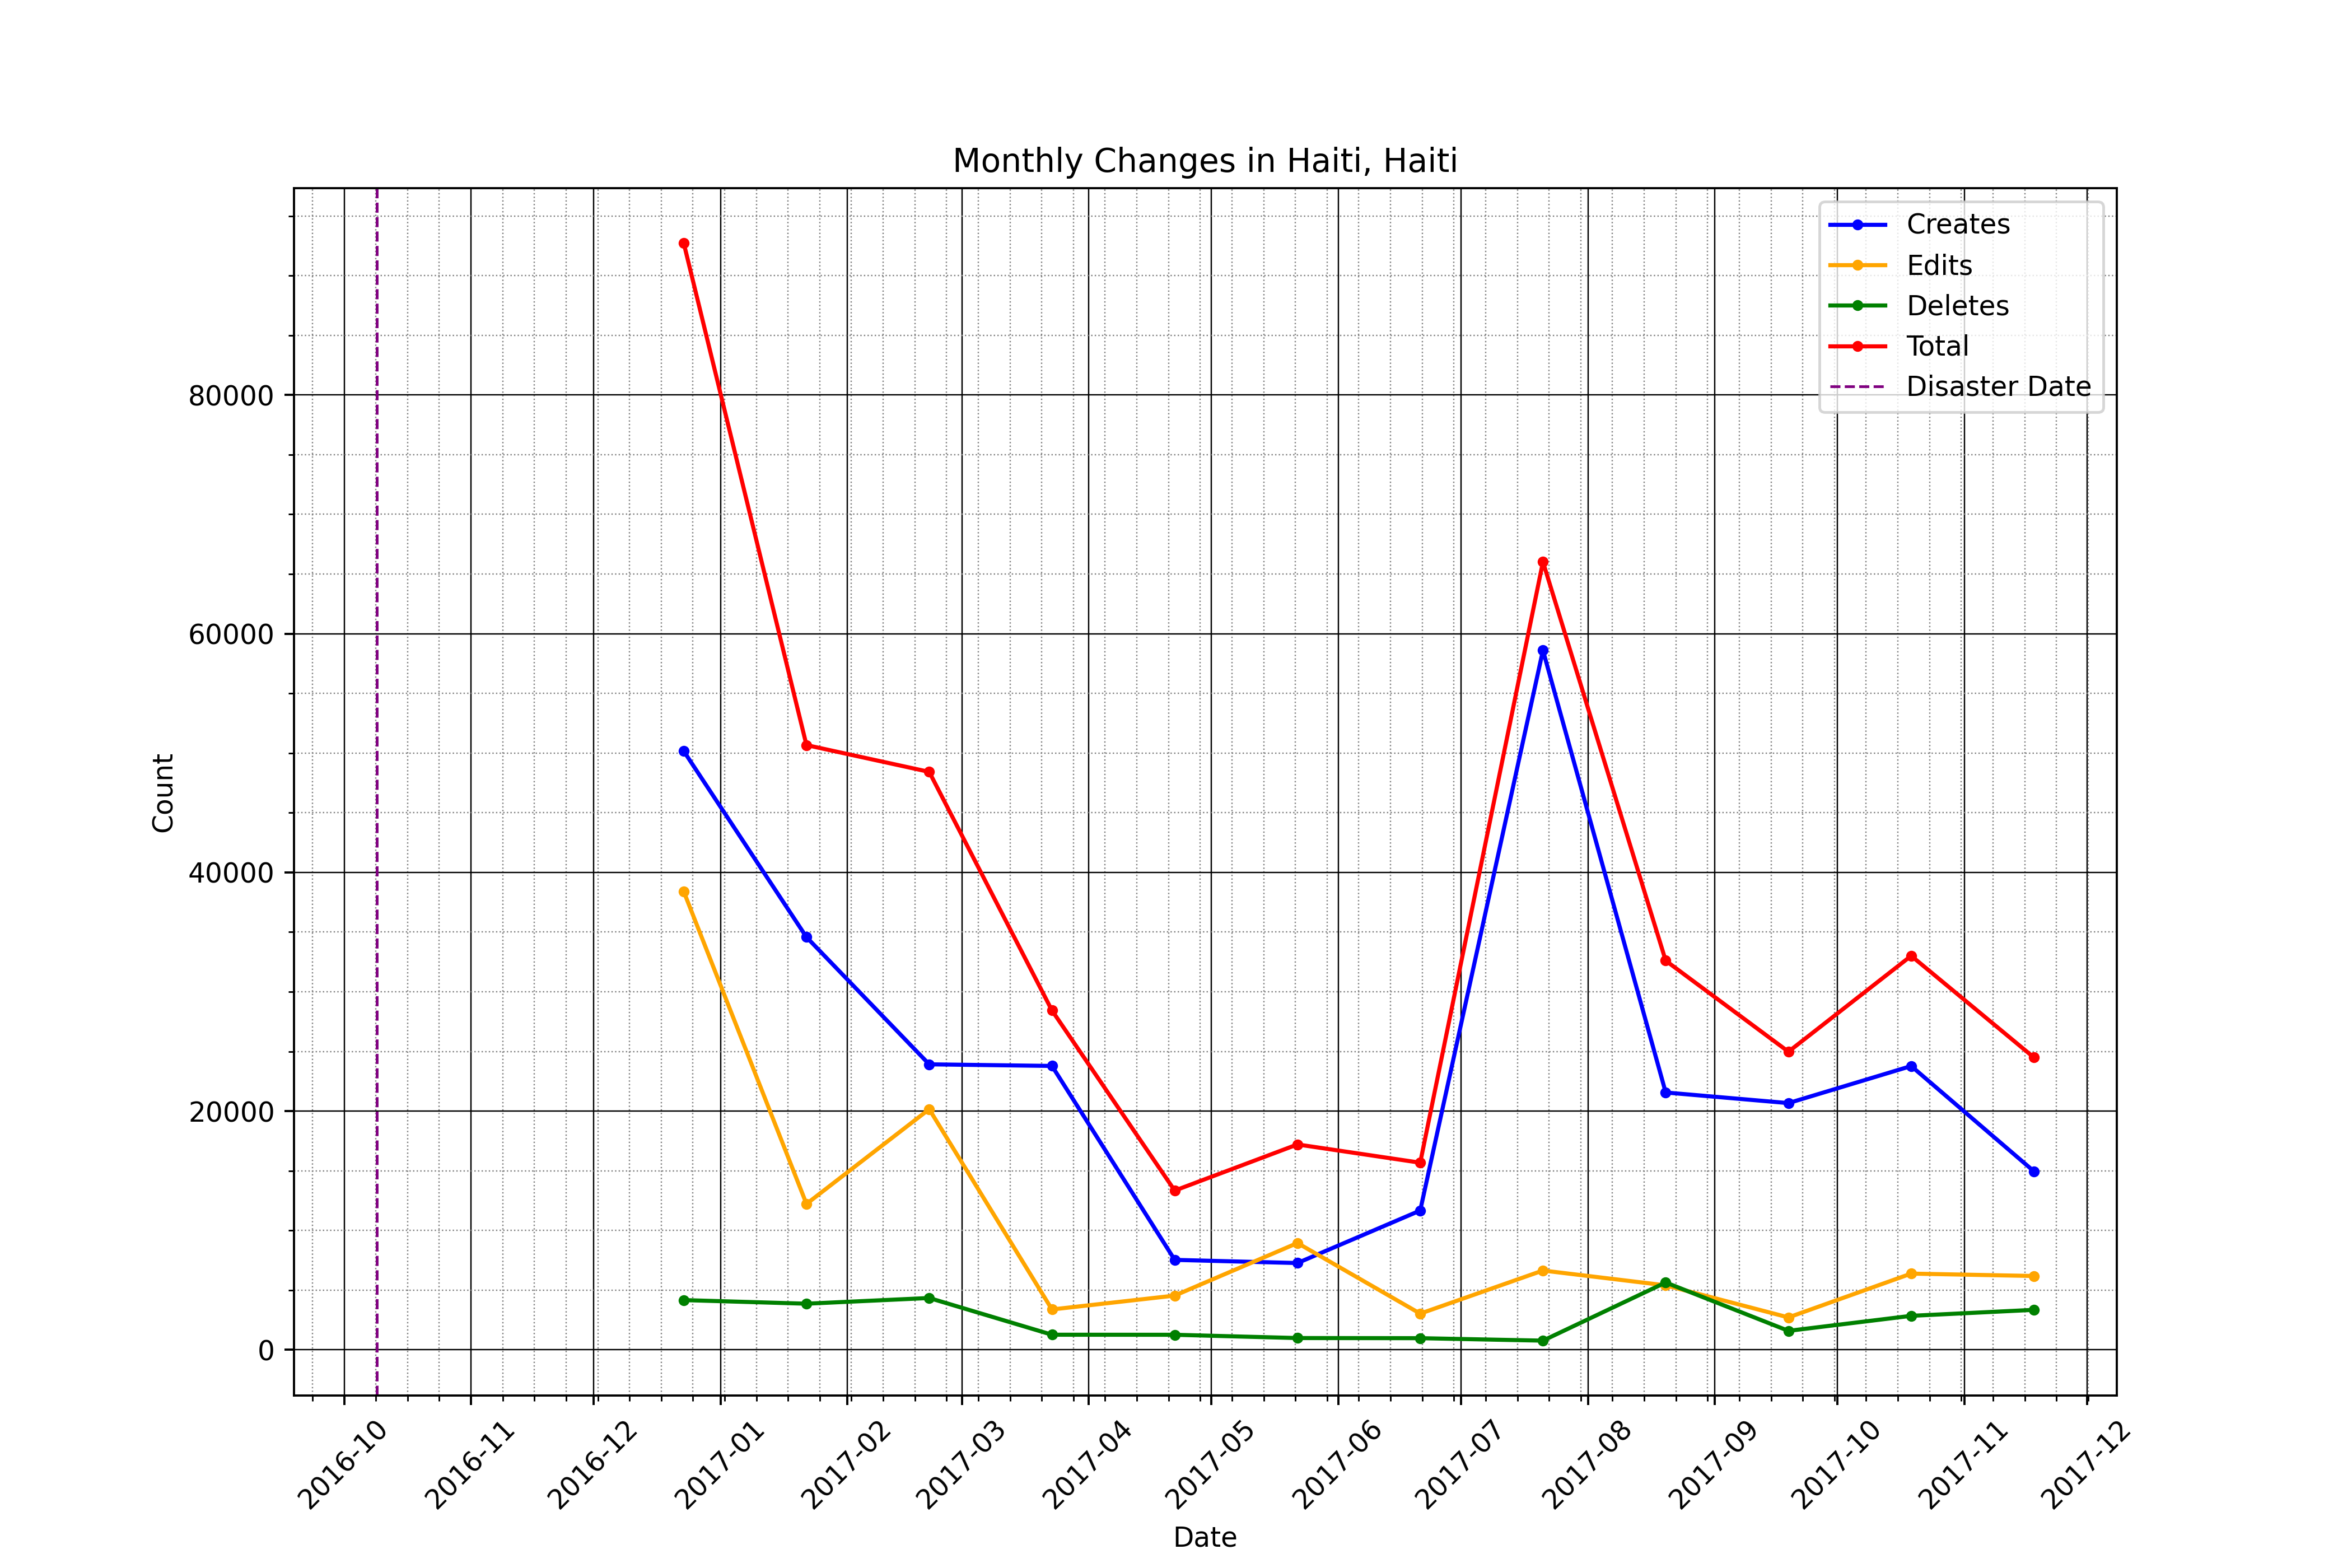 Monthly Changes in Haiti, Haiti
Creates
Edits
Deletes
Total
Disaster Date
Count
80000
60000
40000
20000
0
2016-10
2016-11
2016-12
2017-01
2017-02
2017-03
2017-04
2017-05
2017-06
2017-07
2017-08
2017-09
2017-10
2017-11
2017-12
Date